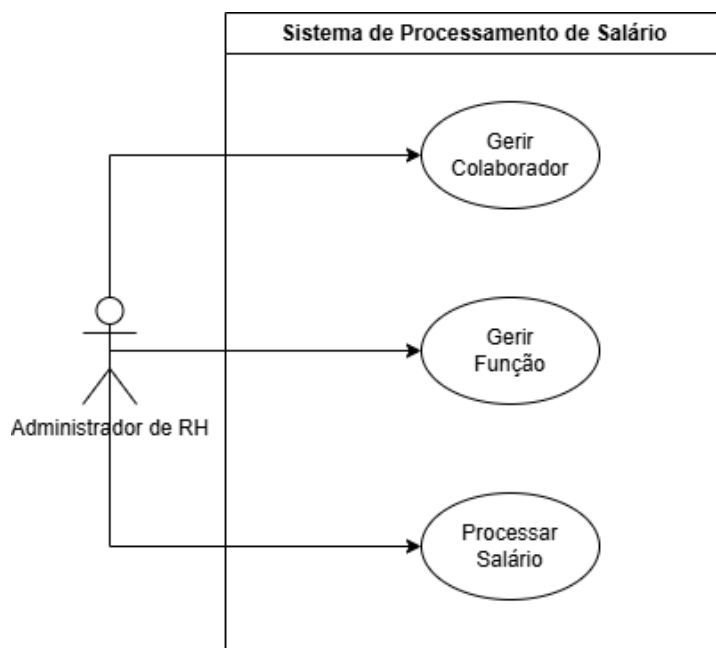 Sistema de Processamento de Salário
Gerir
Colaborador
Gerir
Função
Administrador de RH
Processar
Salário